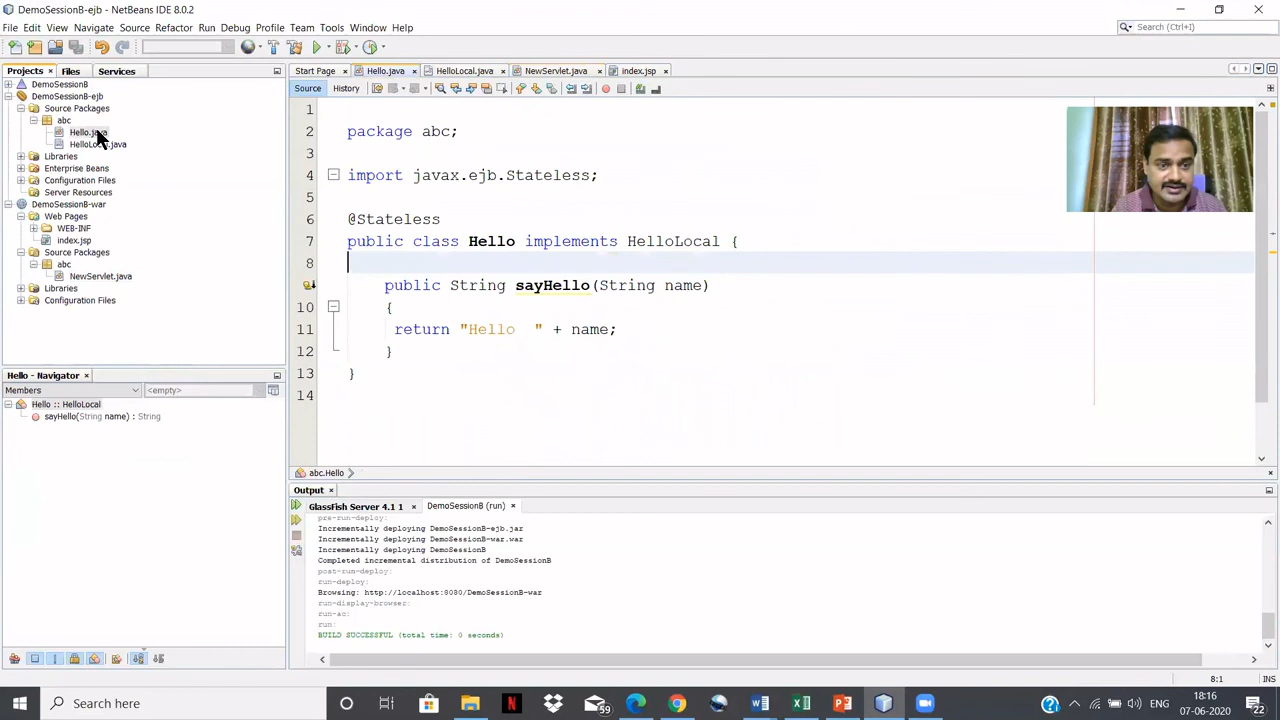 DemoSessionB-ejb - NetBeans IDE 8.0.2
File Edit View Navigate Source Refactor Run Debug Profile Team Tools Window Help
Search (Ctrl+I)
Projects Files Services
DemoSessionB
DemoSessionB-ejb
Source Packages
abc
Hello.java
HelloLocal.java
Libraries
Enterprise Beans
Configuration Files
Server Resources
DemoSessionB-war
Web Pages
WEB-INF
index.jsp
Source Packages
abc
NewServlet.java
Libraries
Configuration Files
Hello - Navigator
Members <empty>
Hello :: HelloLocal
sayHello(String name) : String
Start Page Hello.java HelloLocal.java NewServlet.java index.jsp
Source History
1
2 package abc;
3
4 import javax.ejb.Stateless;
5
6 @Stateless
7 public class Hello implements HelloLocal {
8
public String sayHello(String name)
10 {
11 return "Hello  " + name;
12 }
13 }
14
abc.Hello
Output
GlassFish Server 4.1 1 DemoSessionB (run)
pre-run-deploy:
Incrementally deploying DemoSessionB-ejb.jar
Incrementally deploying DemoSessionB-war.war
Incrementally deploying DemoSessionB
Completed incremental distribution of DemoSessionB
post-run-deploy:
run-deploy:
Browsing: http://localhost:8080/DemoSessionB-war
run-display-browser:
run-ac:
run:
BUILD SUCCESSFUL (total time: 0 seconds)
8:1 INS
Search here
59
18:16
07-06-2020
22